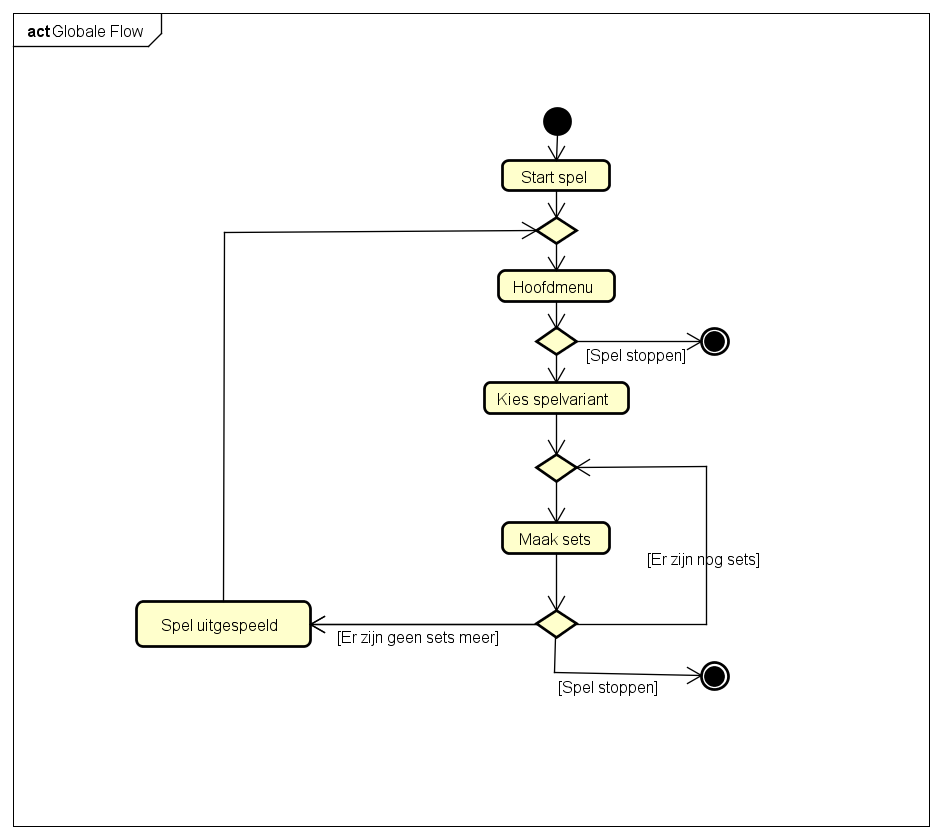 act Globale Flow
Start spel
Hoofdmenu
[Spel stoppen]
Kies spelvariant
Maak sets
[Er zijn nog sets]
Spel uitgespeeld
[Er zijn geen sets meer]
[Spel stoppen]